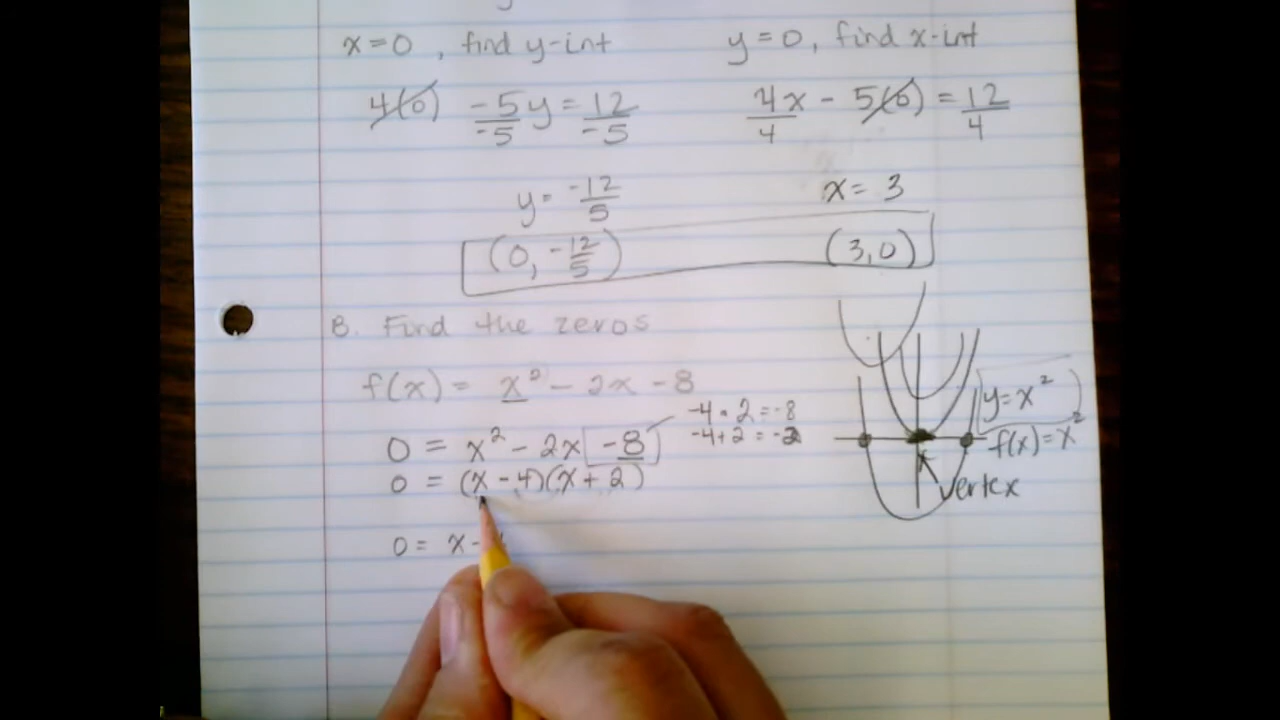 x=0 , find y-int
y=0, find x-int
4(0) -5y = 12
-5 -5
4x - 5(0) = 12
4 4
y = -12/5
x = 3
(0, -12/5)
(3,0)
B. Find the zeros
f(x) = x² - 2x - 8
-4 · 2 = -8
-4+2 = -2
0 = x² - 2x - 8
0 = (x - 4)(x + 2)
0 = x -
y = x²
f(x) = x²
vertex